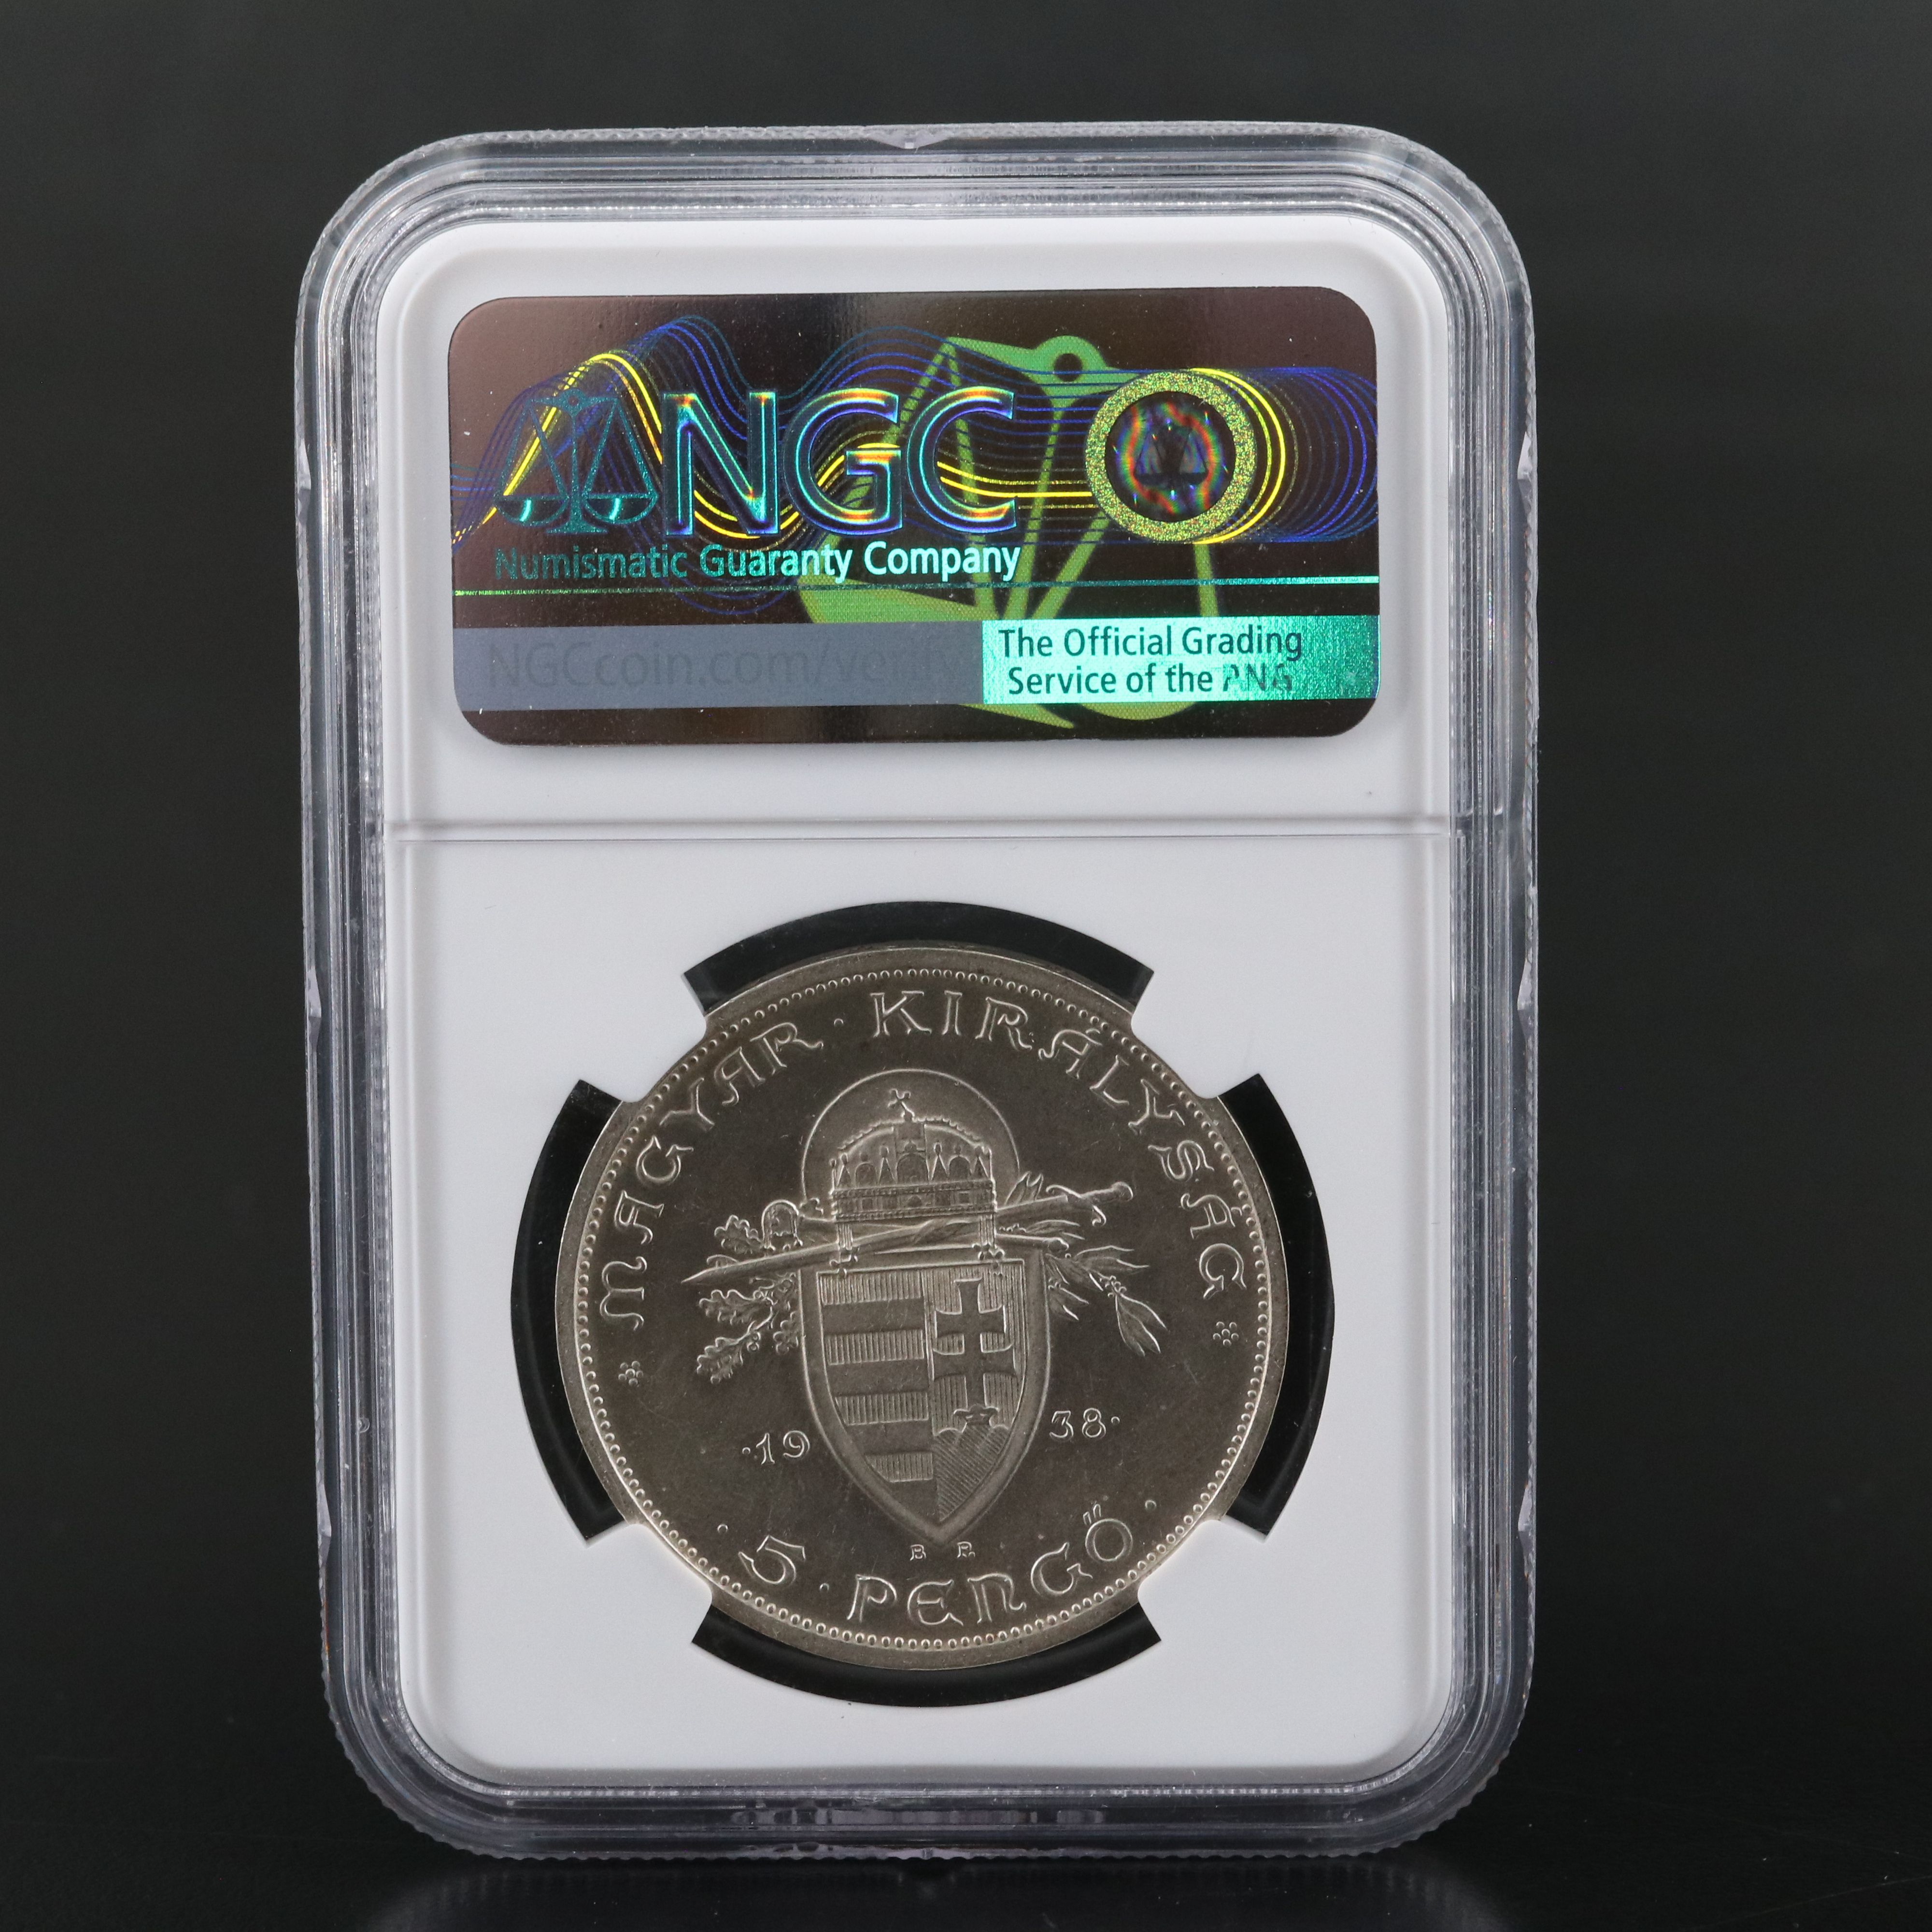 NGC
Numismatic Guaranty Company
NGCcoin.com/verify
The Official Grading
Service of the PNG
MAGYAR · KIRÁLYSÁG
·19 38·
B P.
· 5 · PENGŐ ·